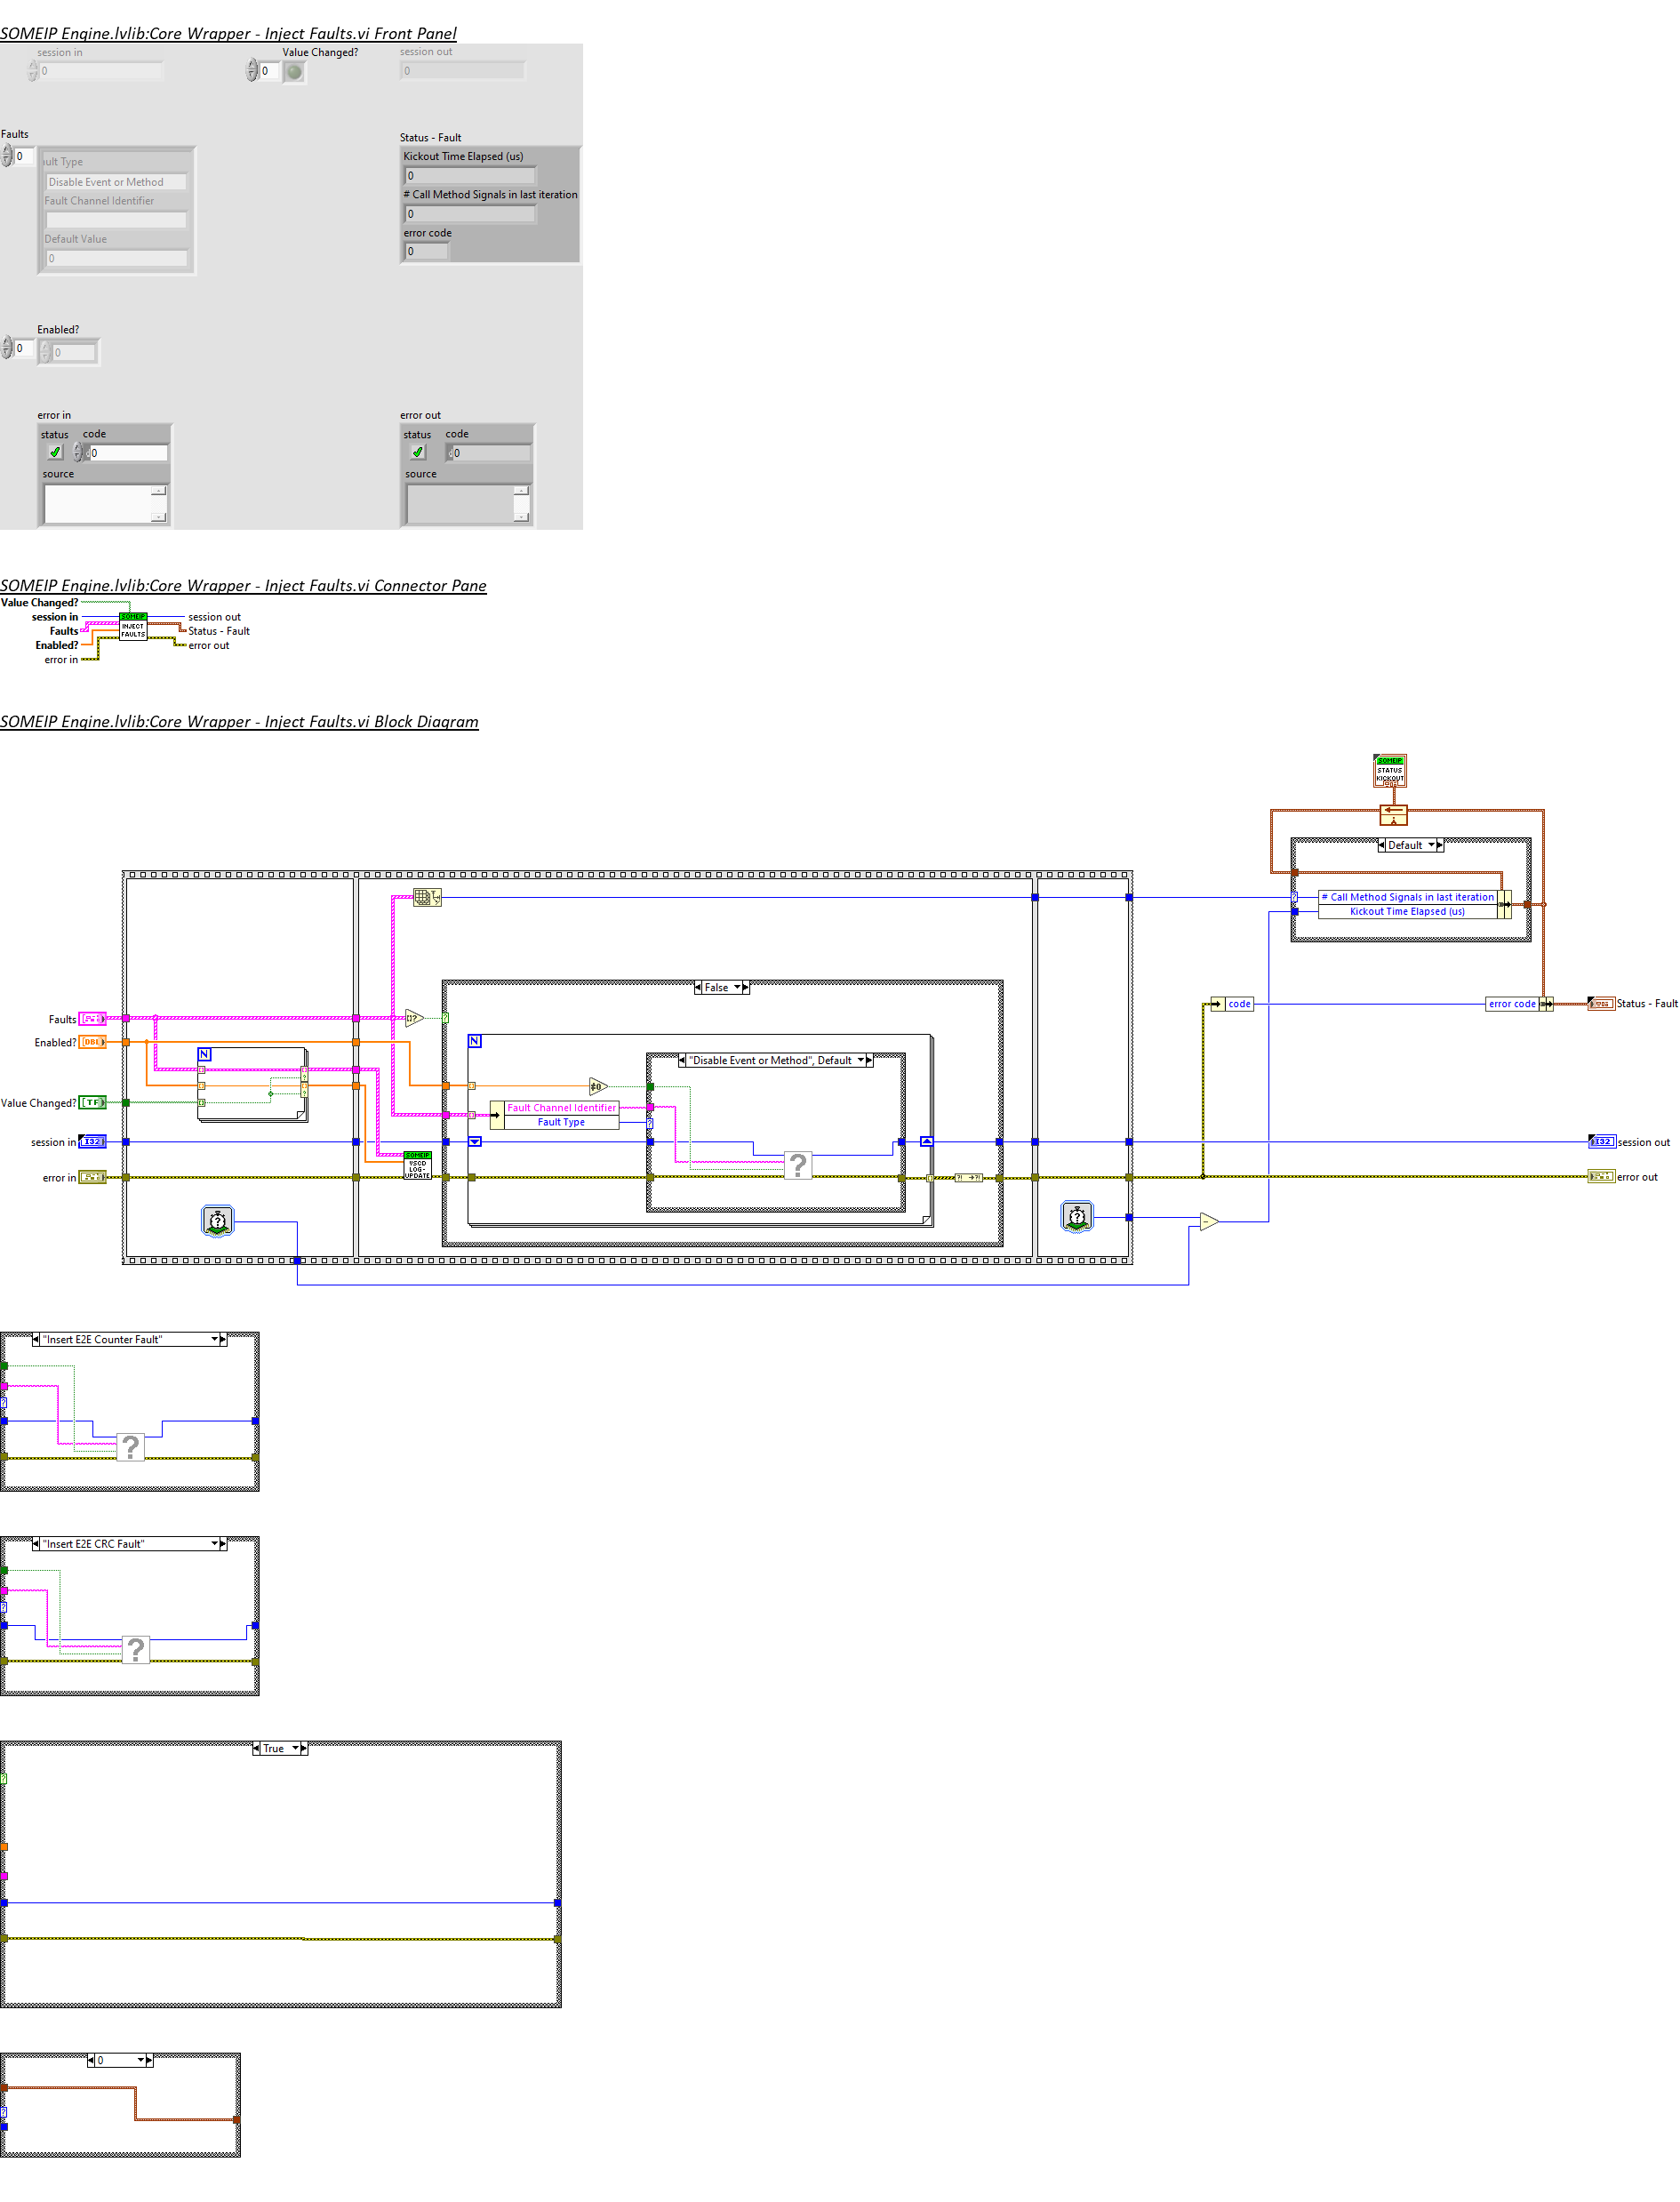 SOMEIP Engine.lvlib:Core Wrapper - Inject Faults.vi Front Panel
session in
Value Changed?
session out
0
0
0
Faults
0
ult Type
Disable Event or Method
Fault Channel Identifier
Default Value
0
Status - Fault
Kickout Time Elapsed (us)
0
# Call Method Signals in last iteration
0
error code
0
Enabled?
0
0
error in
status code
0
source
error out
status code
0
source
SOMEIP Engine.lvlib:Core Wrapper - Inject Faults.vi Connector Pane
Value Changed?
session in
Faults
Enabled?
error in
SOMEIP
INJECT
FAULTS
session out
Status - Fault
error out
SOMEIP Engine.lvlib:Core Wrapper - Inject Faults.vi Block Diagram
SOMEIP
STATUS
KICKOUT
Default
# Call Method Signals in last iteration
Kickout Time Elapsed (us)
False
Faults
Enabled?
DBL
N
N
"Disable Event or Method", Default
code
error code
Status - Fault
Value Changed?
TF
Fault Channel Identifier
Fault Type
session in
I32
I32
session out
SOMEIP
LOG-
UPDATE
error in
error out
"Insert E2E Counter Fault"
"Insert E2E CRC Fault"
True
0